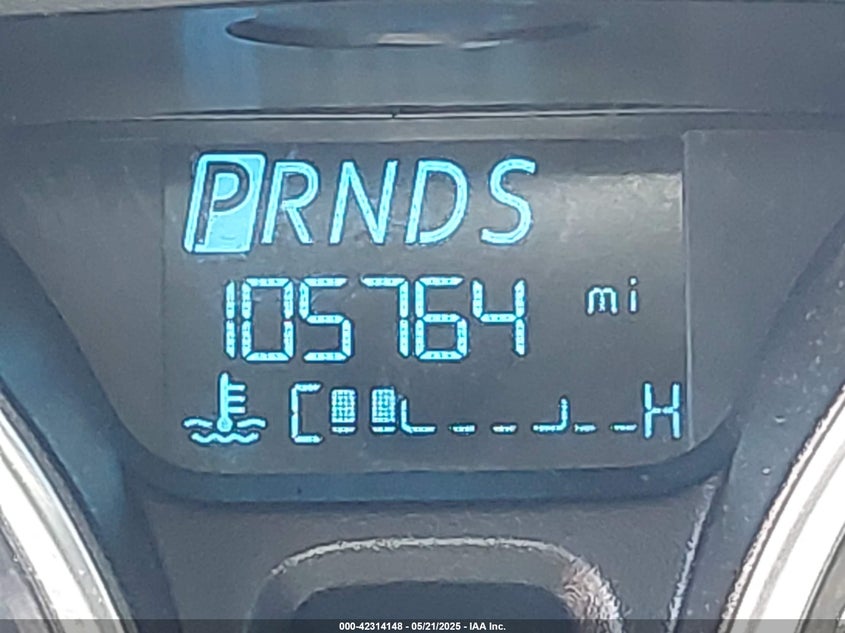 PRNDS
105764 mi
C H
000-42314148 - 05/21/2025 - IAA Inc.